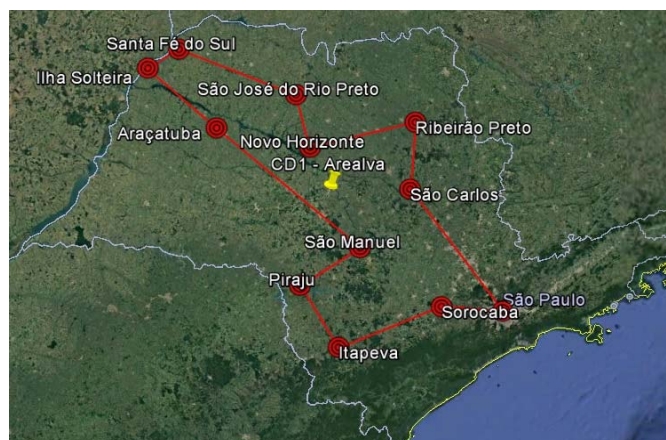 Santa Fé do Sul
Ilha Solteira
São José do Rio Preto
Araçatuba
Novo Horizonte
Ribeirão Preto
CD1 - Arealva
São Carlos
São Manuel
Piraju
São Paulo
Sorocaba
Itapeva